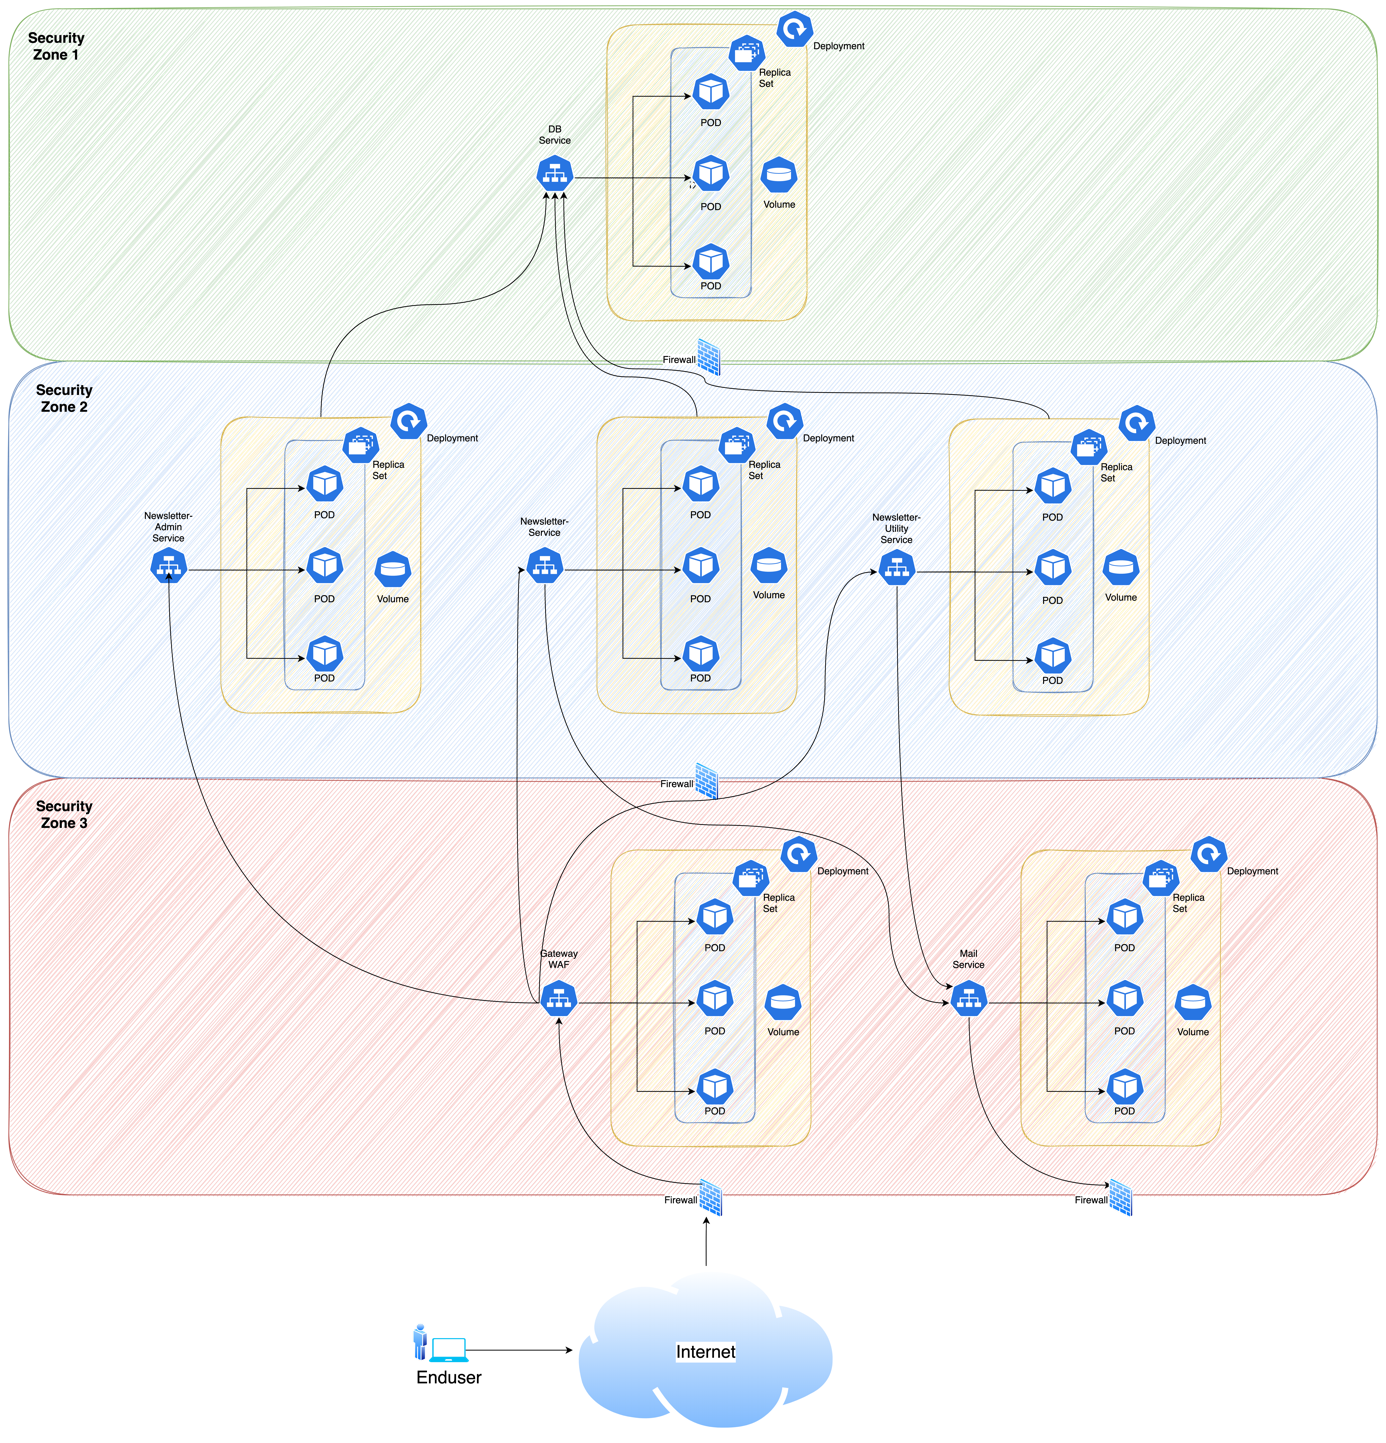 Security
Zone 1
Deployment
Replica
Set
POD
DB
Service
POD
Volume
POD
Firewall
Security
Zone 2
Deployment
Replica
Set
POD
Newsletter-
Admin
Service
POD
Volume
POD
Deployment
Replica
Set
POD
Newsletter-
Service
POD
Volume
POD
Deployment
Replica
Set
POD
Newsletter-
Utility
Service
POD
Volume
POD
Firewall
Security
Zone 3
Deployment
Replica
Set
POD
Gateway
WAF
POD
Volume
POD
Deployment
Replica
Set
POD
Mail
Service
POD
Volume
POD
Firewall
Firewall
Internet
Enduser